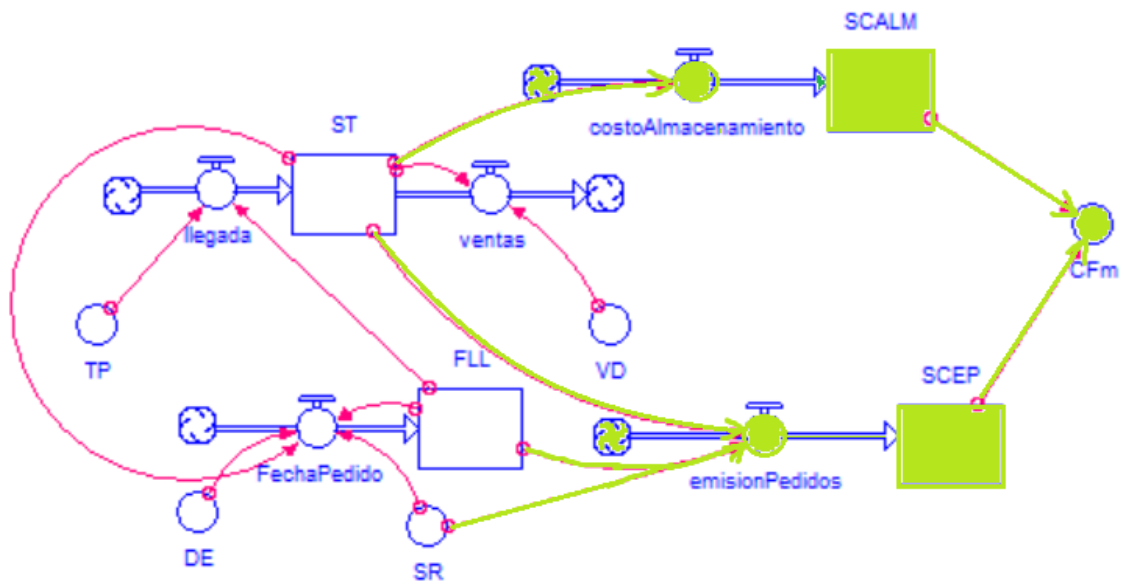 SCALM
ST
costoAlmacenamiento
llegada
ventas
CFm
TP
FLL
VD
SCEP
FechaPedido
emisionPedidos
DE
SR